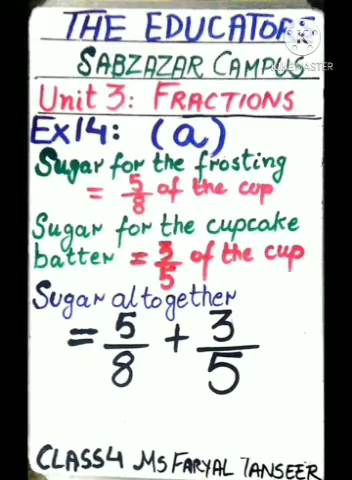 THE EDUCATORS
SABZAZAR CAMPUS
Unit 3: FRACTIONS
Ex14: (a)
Sugar for the frosting
= 5/8 of the cup
Sugar for the cupcake
batter = 3/5 of the cup
Sugar altogether
= 5/8 + 3/5
CLASS4 MS FARYAL TANSEER